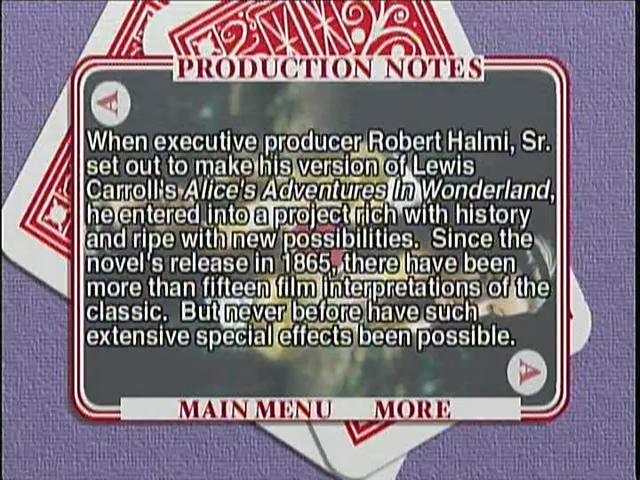 PRODUCTION NOTES
A
When executive producer Robert Halmi, Sr.
set out to make his version of Lewis
Carroll's Alice's Adventures In Wonderland,
he entered into a project rich with history
and ripe with new possibilities. Since the
novel's release in 1865, there have been
more than fifteen film interpretations of the
classic. But never before have such
extensive special effects been possible.
A
MAIN MENU MORE